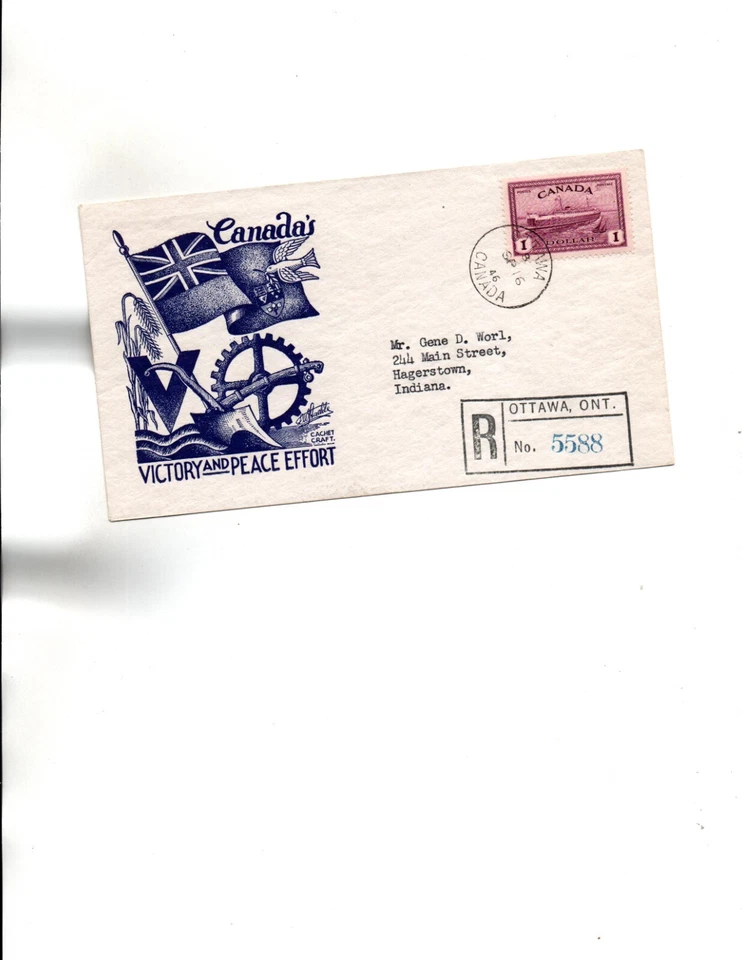 Canada's
VICTORY AND PEACE EFFORT
CACHET
CRAFT.
CANADA
1 DOLLAR 1
OTTAWA
SP 16
46
CANADA
Mr. Gene D. Worl,
244 Main Street,
Hagerstown,
Indiana.
R
OTTAWA, ONT.
No. 5588